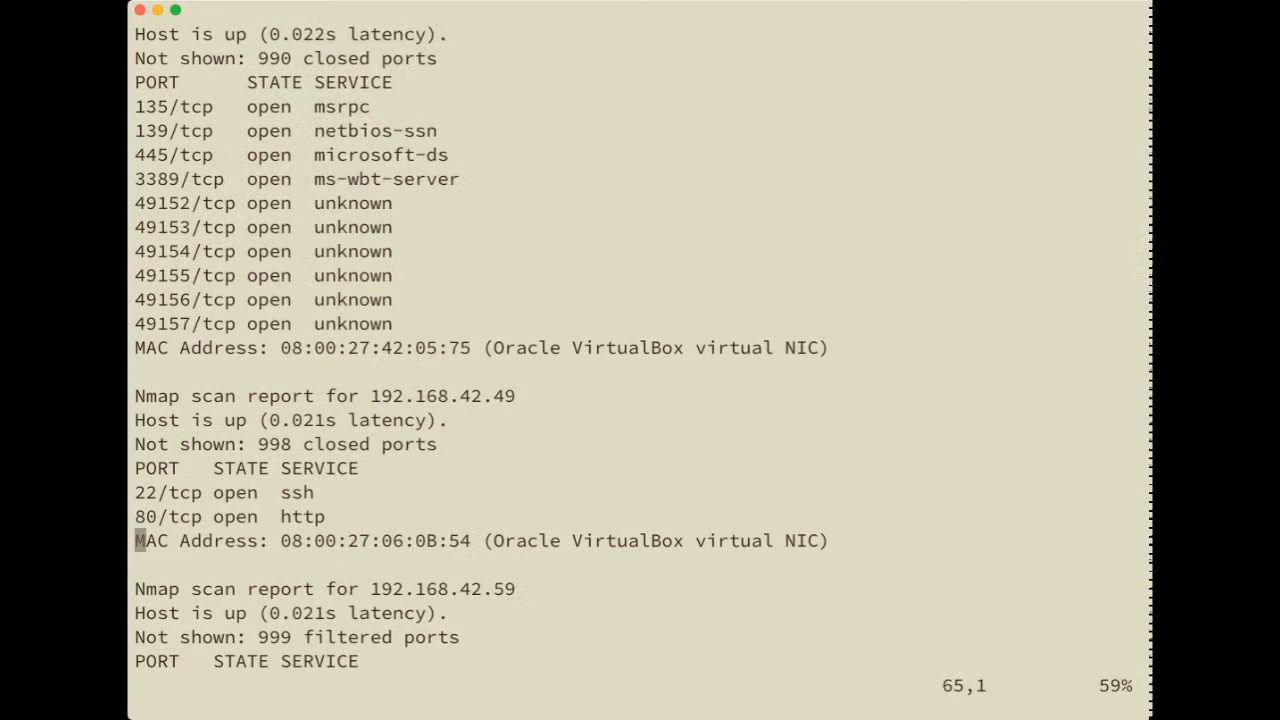 Host is up (0.022s latency).
Not shown: 990 closed ports
PORT      STATE SERVICE
135/tcp   open  msrpc
139/tcp   open  netbios-ssn
445/tcp   open  microsoft-ds
3389/tcp  open  ms-wbt-server
49152/tcp open  unknown
49153/tcp open  unknown
49154/tcp open  unknown
49155/tcp open  unknown
49156/tcp open  unknown
49157/tcp open  unknown
MAC Address: 08:00:27:42:05:75 (Oracle VirtualBox virtual NIC)

Nmap scan report for 192.168.42.49
Host is up (0.021s latency).
Not shown: 998 closed ports
PORT   STATE SERVICE
22/tcp open  ssh
80/tcp open  http
MAC Address: 08:00:27:06:0B:54 (Oracle VirtualBox virtual NIC)

Nmap scan report for 192.168.42.59
Host is up (0.021s latency).
Not shown: 999 filtered ports
PORT   STATE SERVICE
65,1          59%